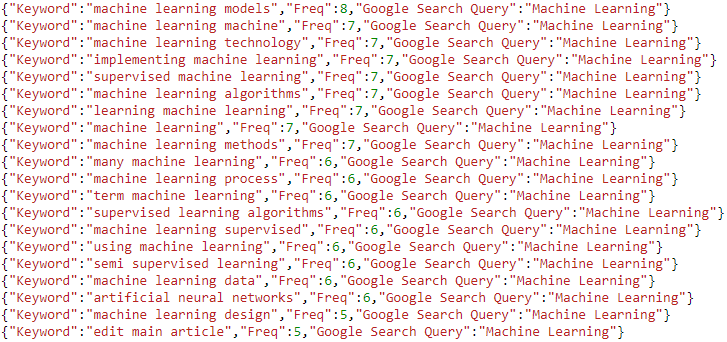 {"Keyword":"machine learning models","Freq":8,"Google Search Query":"Machine Learning"}
{"Keyword":"machine learning machine","Freq":7,"Google Search Query":"Machine Learning"}
{"Keyword":"machine learning technology","Freq":7,"Google Search Query":"Machine Learning"}
{"Keyword":"implementing machine learning","Freq":7,"Google Search Query":"Machine Learning"}
{"Keyword":"supervised machine learning","Freq":7,"Google Search Query":"Machine Learning"}
{"Keyword":"machine learning algorithms","Freq":7,"Google Search Query":"Machine Learning"}
{"Keyword":"learning machine learning","Freq":7,"Google Search Query":"Machine Learning"}
{"Keyword":"machine learning","Freq":7,"Google Search Query":"Machine Learning"}
{"Keyword":"machine learning methods","Freq":7,"Google Search Query":"Machine Learning"}
{"Keyword":"many machine learning","Freq":6,"Google Search Query":"Machine Learning"}
{"Keyword":"machine learning process","Freq":6,"Google Search Query":"Machine Learning"}
{"Keyword":"term machine learning","Freq":6,"Google Search Query":"Machine Learning"}
{"Keyword":"supervised learning algorithms","Freq":6,"Google Search Query":"Machine Learning"}
{"Keyword":"machine learning supervised","Freq":6,"Google Search Query":"Machine Learning"}
{"Keyword":"using machine learning","Freq":6,"Google Search Query":"Machine Learning"}
{"Keyword":"semi supervised learning","Freq":6,"Google Search Query":"Machine Learning"}
{"Keyword":"machine learning data","Freq":6,"Google Search Query":"Machine Learning"}
{"Keyword":"artificial neural networks","Freq":6,"Google Search Query":"Machine Learning"}
{"Keyword":"machine learning design","Freq":5,"Google Search Query":"Machine Learning"}
{"Keyword":"edit main article","Freq":5,"Google Search Query":"Machine Learning"}